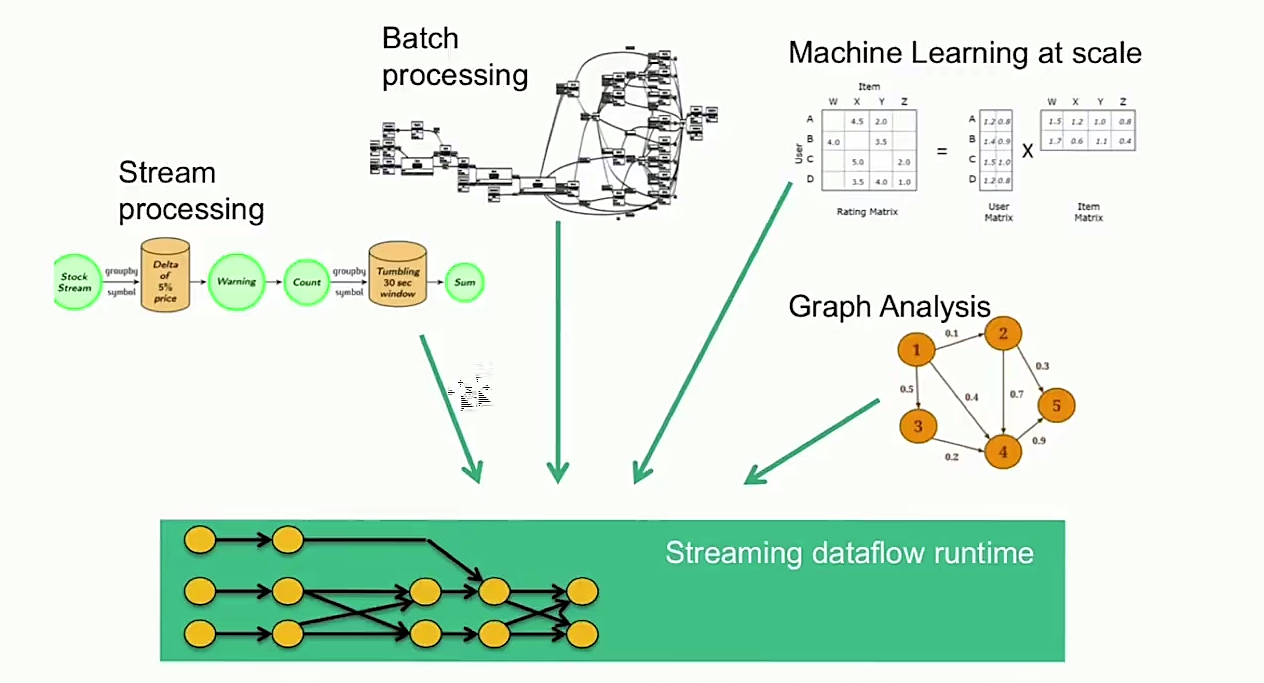 Batch
processing
Machine Learning at scale
Item
W X Y Z
A 4.5 2.0
B 4.0 3.5
C 5.0 2.0
D 3.5 4.0 1.0
User
Rating Matrix
=
A 1.2 0.8
B 1.4 0.9
C 1.5 1.0
D 1.2 0.8
User
Matrix
X
W X Y Z
1.5 1.2 1.0 0.8
1.7 0.6 1.1 0.4
Item
Matrix
Stream
processing
Stock
Stream
groupby
symbol
Delta
of
5%
price
Warning
Count
groupby
symbol
Tumbling
30 sec
window
Sum
Graph Analysis
1
0.1
2
0.5
0.4
0.7
0.3
3
5
0.2
4
0.9
Streaming dataflow runtime